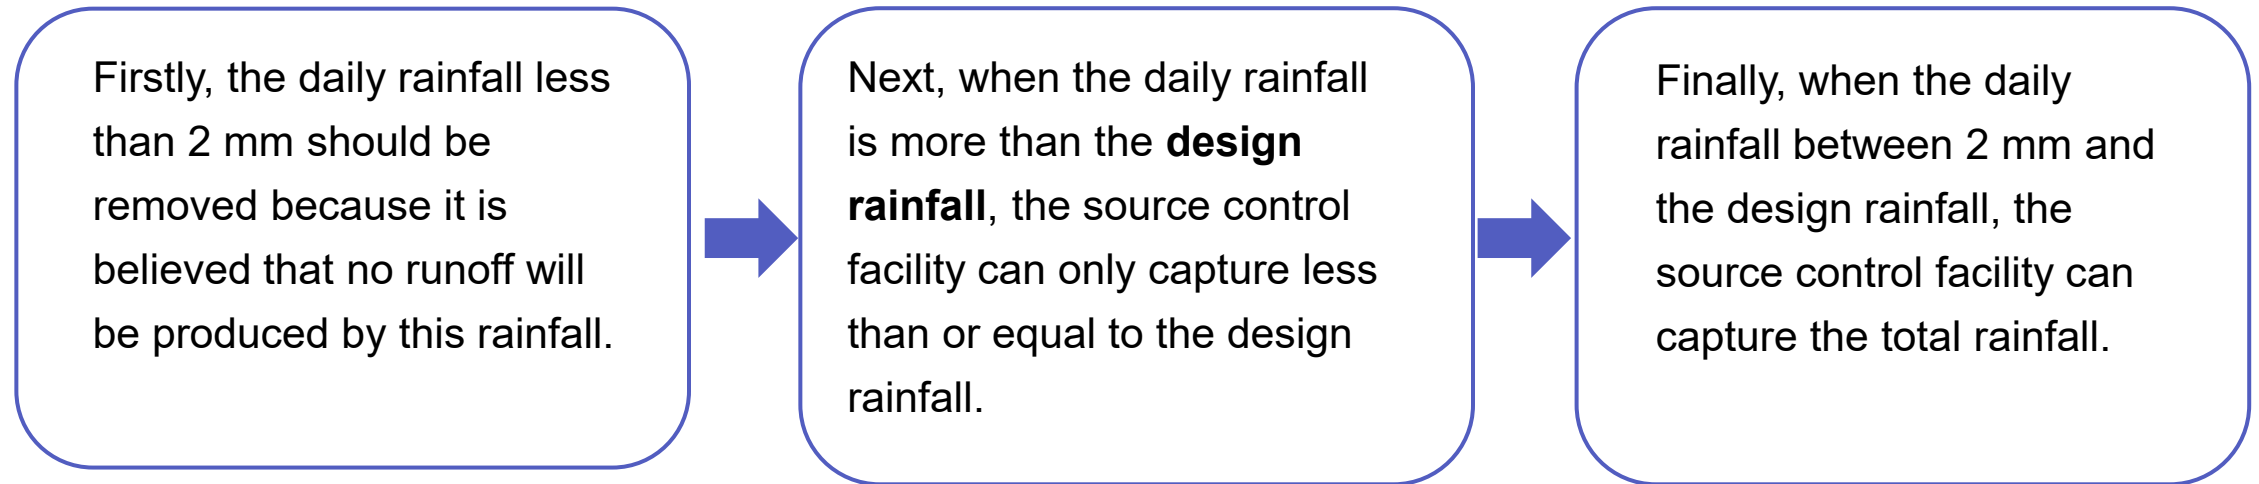 Firstly, the daily rainfall less
than 2 mm should be
removed because it is
believed that no runoff will
be produced by this rainfall.
Next, when the daily rainfall
is more than the design
rainfall, the source control
facility can only capture less
than or equal to the design
rainfall.
Finally, when the daily
rainfall between 2 mm and
the design rainfall, the
source control facility can
capture the total rainfall.